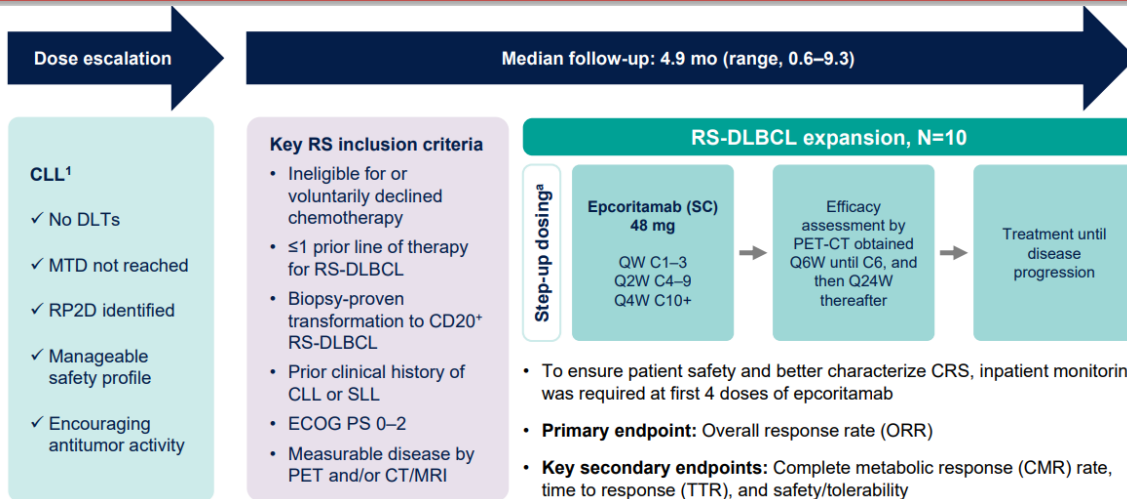 Dose escalation
Median follow-up: 4.9 mo (range, 0.6–9.3)
CLL¹
✓ No DLTs
✓ MTD not reached
✓ RP2D identified
✓ Manageable
safety profile
✓ Encouraging
antitumor activity
Key RS inclusion criteria
• Ineligible for or
voluntarily declined
chemotherapy
• ≤1 prior line of therapy
for RS-DLBCL
• Biopsy-proven
transformation to CD20⁺
RS-DLBCL
• Prior clinical history of
CLL or SLL
• ECOG PS 0–2
• Measurable disease by
PET and/or CT/MRI
RS-DLBCL expansion, N=10
Step-up dosingᵃ
Epcoritamab (SC)
48 mg
QW C1–3
Q2W C4–9
Q4W C10+
Efficacy
assessment by
PET-CT obtained
Q6W until C6, and
then Q24W
thereafter
Treatment until
disease
progression
• To ensure patient safety and better characterize CRS, inpatient monitorin
was required at first 4 doses of epcoritamab
• Primary endpoint: Overall response rate (ORR)
• Key secondary endpoints: Complete metabolic response (CMR) rate,
time to response (TTR), and safety/tolerability